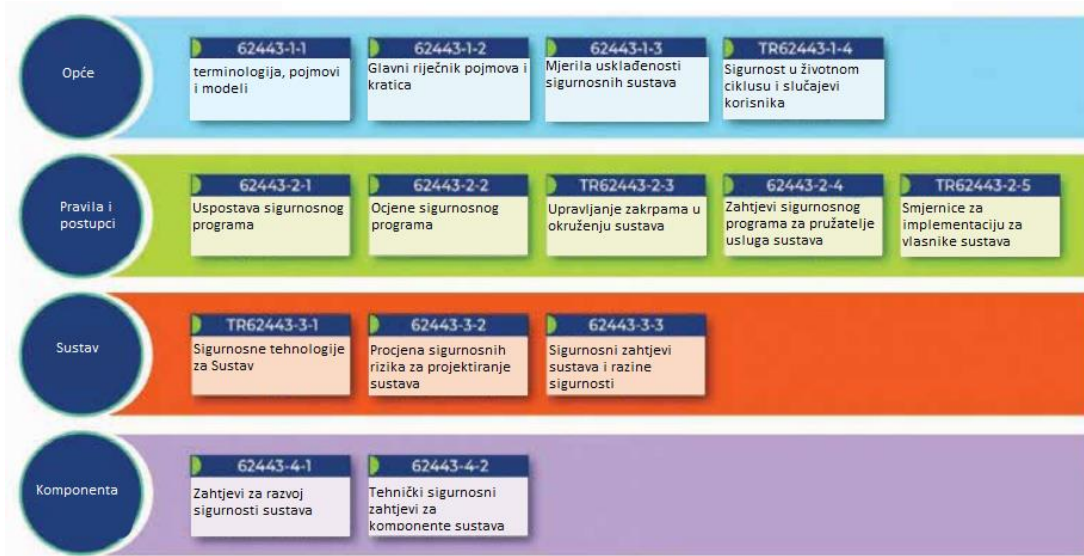 Opće
62443-1-1
terminologija, pojmovi
i modeli
62443-1-2
Glavni riječnik pojmova i
kratica
62443-1-3
Mjerila usklađenosti
sigurnosnih sustava
TR62443-1-4
Sigurnost u životnom
ciklusu i slučajevi
korisnika
Pravila i
postupci
62443-2-1
Uspostava sigurnosnog
programa
62443-2-2
Ocjene sigurnosnog
programa
TR62443-2-3
Upravljanje zakrpama u
okruženju sustava
62443-2-4
Zahtjevi sigurnosnog
programa za pružatelje
usluga sustava
TR62443-2-5
Smjernice za
implementaciju za
vlasnike sustava
Sustav
TR62443-3-1
Sigurnosne tehnologije
za Sustav
62443-3-2
Procjena sigurnosnih
rizika za projektiranje
sustava
62443-3-3
Sigurnosni zahtjevi
sustava i razine
sigurnosti
Komponenta
62443-4-1
Zahtjevi za razvoj
sigurnosti sustava
62443-4-2
Tehnički sigurnosni
zahtjevi za
komponente sustava